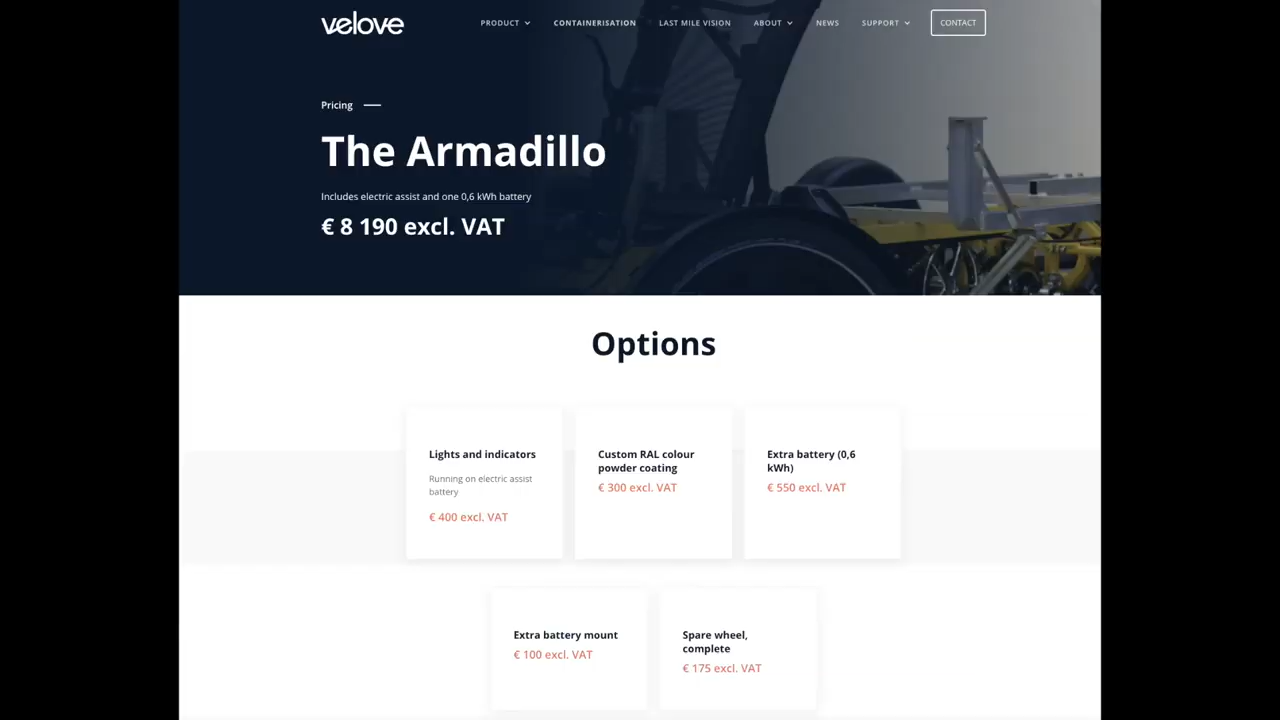 velove
PRODUCT CONTAINERISATION LAST MILE VISION ABOUT NEWS SUPPORT CONTACT
Pricing
The Armadillo
Includes electric assist and one 0,6 kWh battery
€ 8 190 excl. VAT
Options
Lights and indicators
Running on electric assist
battery
€ 400 excl. VAT
Custom RAL colour
powder coating
€ 300 excl. VAT
Extra battery (0,6
kWh)
€ 550 excl. VAT
Extra battery mount
€ 100 excl. VAT
Spare wheel,
complete
€ 175 excl. VAT